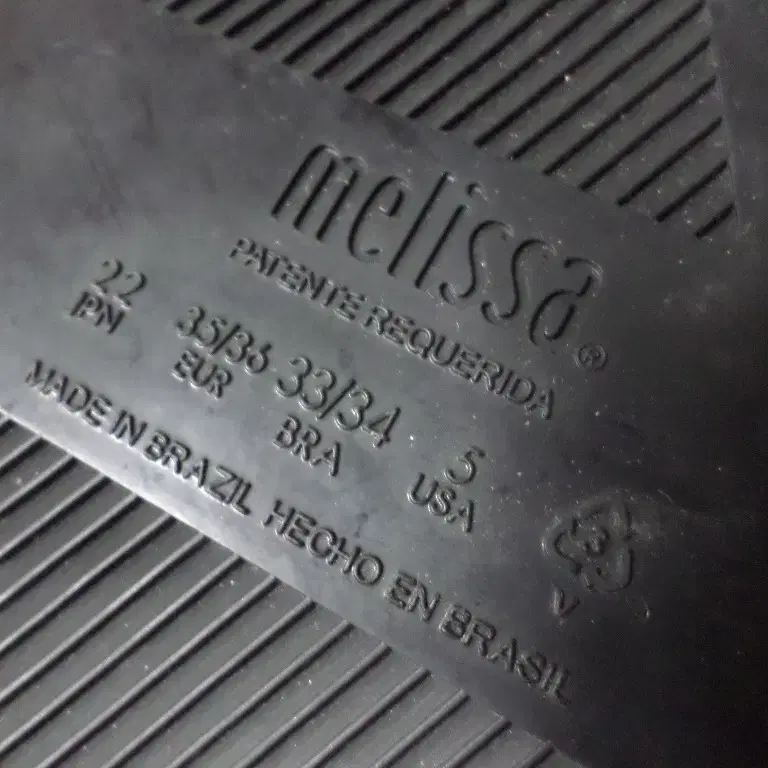 melissa®
PATENTE REQUERIDA
22 35/36 33/34 5
JPN EUR BRA USA
MADE IN BRAZIL HECHO EN BRASIL
3
V